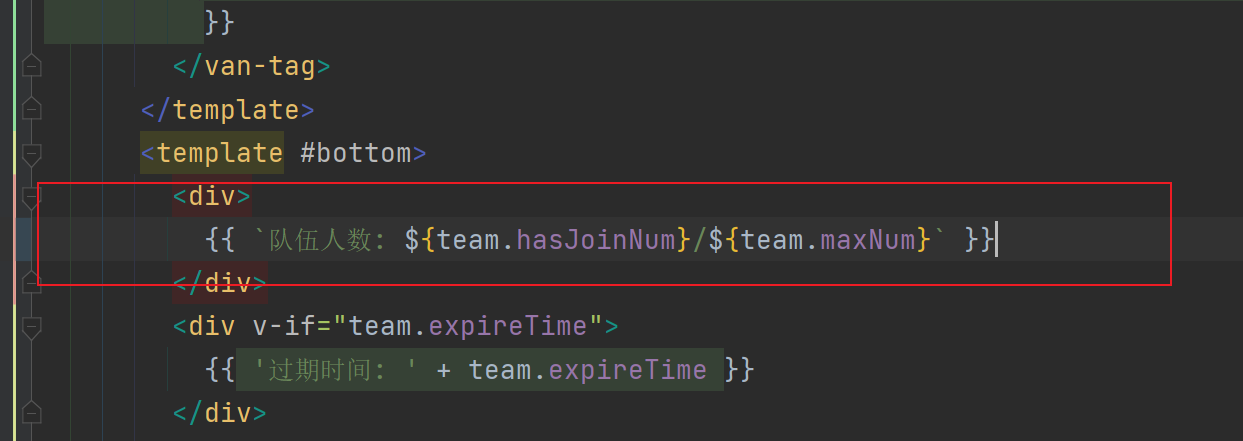 }}
</van-tag>
</template>
<template #bottom>
<div>
{{ `队伍人数: ${team.hasJoinNum}/${team.maxNum}` }}
</div>
<div v-if="team.expireTime">
{{ '过期时间: ' + team.expireTime }}
</div>